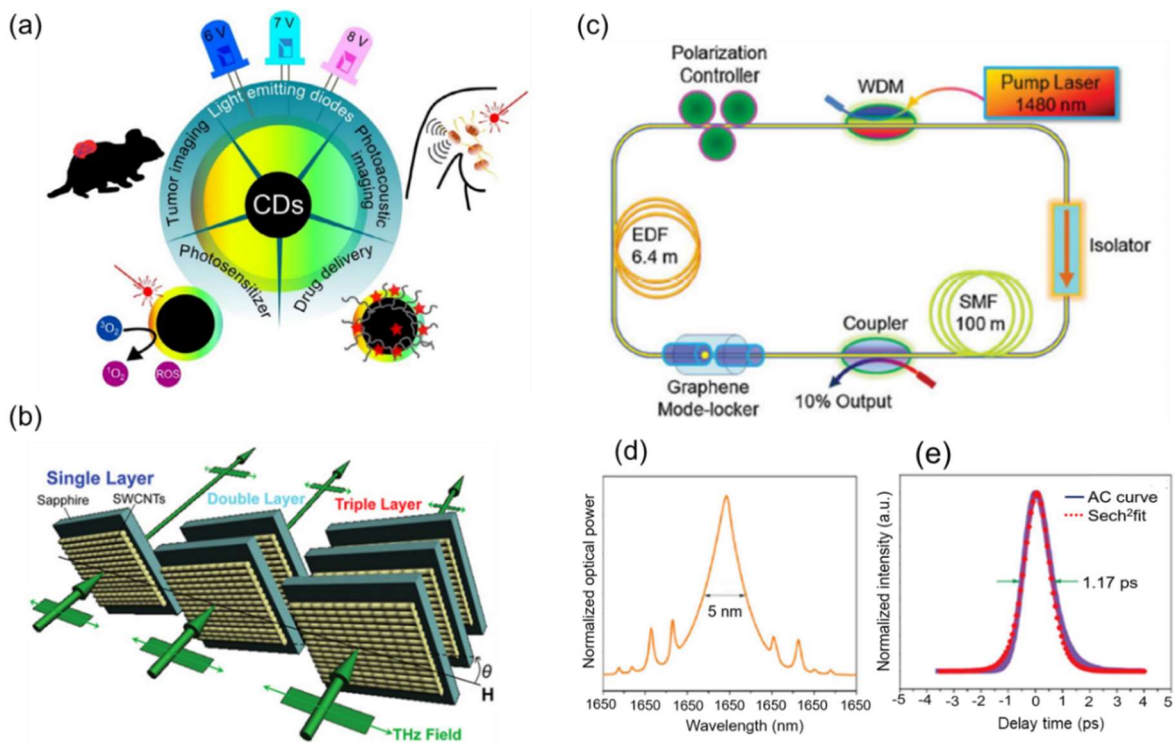 (a)
6 V
7 V
8 V
Light emitting diodes
Tumor imaging
Photoacoustic
imaging
CDs
Photosensitizer
Drug delivery
³O₂
¹O₂
ROS
(b)
Single Layer
Sapphire
SWCNTs
Double Layer
Triple Layer
θ
H
THz Field
(c)
Polarization
Controller
WDM
Pump Laser
1480 nm
EDF
6.4 m
Isolator
SMF
100 m
Coupler
Graphene
Mode-locker
10% Output
(d)
Normalized optical power
5 nm
1650 1650 1650 1650 1650 1650 1650
Wavelength (nm)
(e)
Normalized intensity (a.u.)
AC curve
Sech²fit
1.17 ps
-5 -4 -3 -2 -1 0 1 2 3 4 5
Delay time (ps)